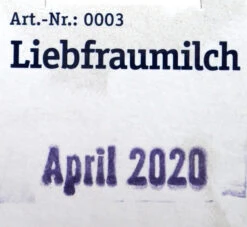 Art.-Nr.: 0003
Liebfraumilch
April 2020